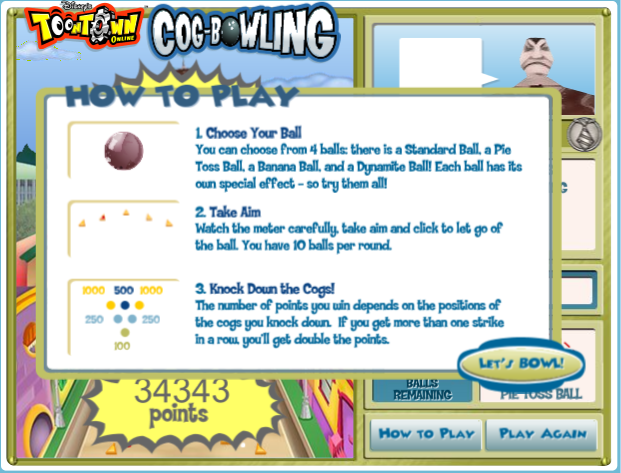 Disney's
TOONTOWN
ONLINE
COG-BOWLING
HOW TO PLAY
1. Choose Your Ball
You can choose from 4 balls: there is a Standard Ball, a Pie
Toss Ball, a Banana Ball, and a Dynamite Ball! Each ball has its
own special effect - so try them all!
2. Take Aim
Watch the meter carefully, take aim and click to let go of
the ball. You have 10 balls per round.
1000 500 1000
250 250
100
3. Knock Down the Cogs!
The number of points you win depends on the positions of
the cogs you knock down. If you get more than one strike
in a row, you'll get double the points.
LET'S BOWL!
34343
points
BALLS
REMAINING
PIE TOSS BALL
HOW TO PLAY
PLAY AGAIN